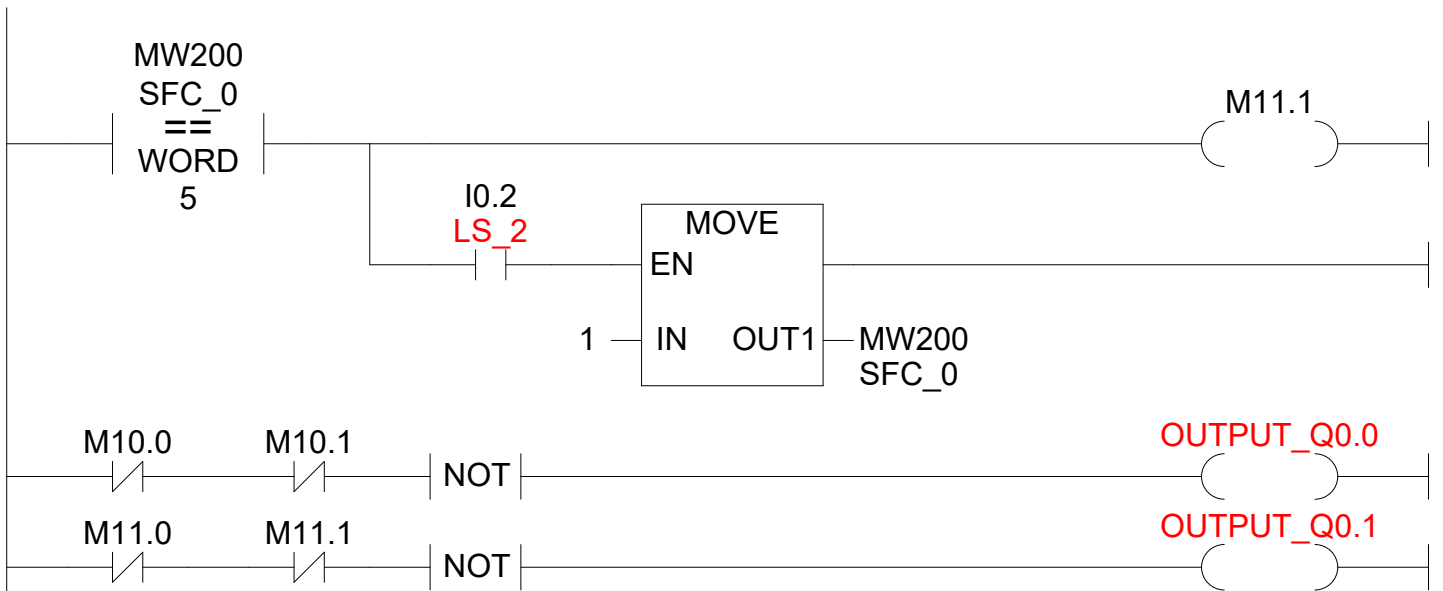 MW200
SFC_0
==
WORD
5
M11.1
I0.2
LS_2
MOVE
EN
1
IN
OUT1
MW200
SFC_0
M10.0
M10.1
NOT
OUTPUT_Q0.0
M11.0
M11.1
NOT
OUTPUT_Q0.1